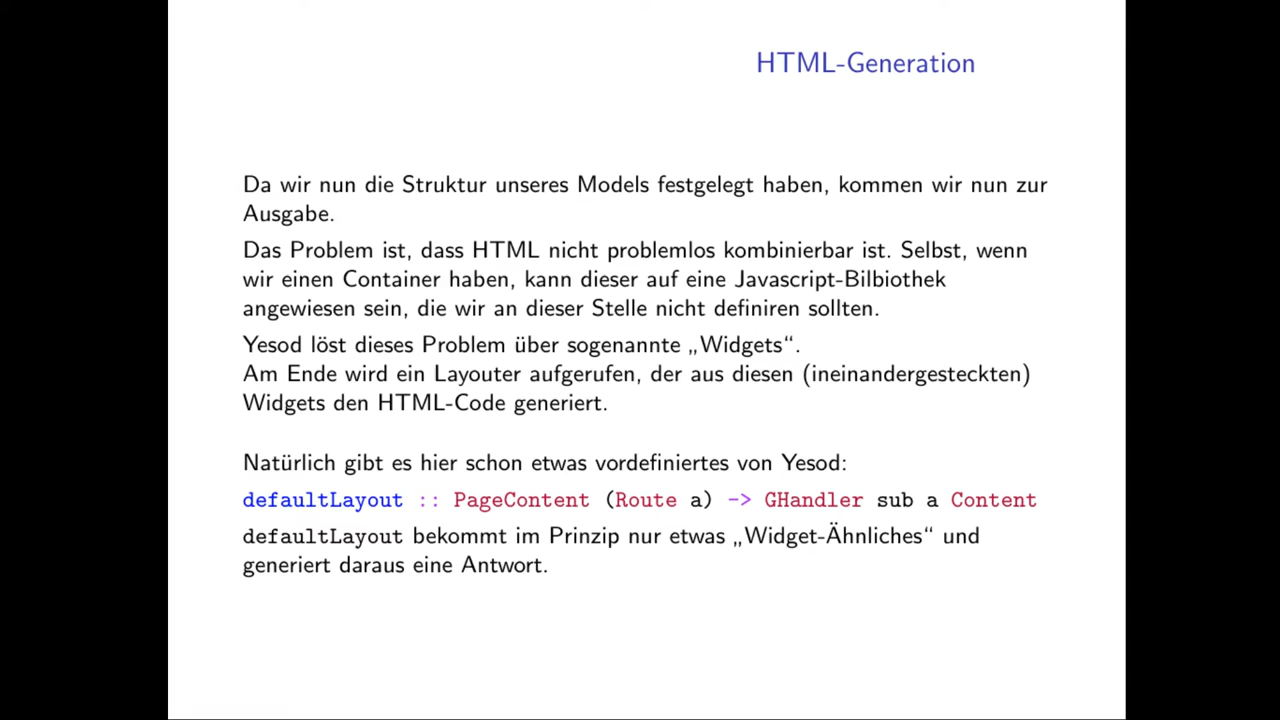 HTML-Generation
Da wir nun die Struktur unseres Models festgelegt haben, kommen wir nun zur
Ausgabe.
Das Problem ist, dass HTML nicht problemlos kombinierbar ist. Selbst, wenn
wir einen Container haben, kann dieser auf eine Javascript-Bilbiothek
angewiesen sein, die wir an dieser Stelle nicht definiren sollten.
Yesod löst dieses Problem über sogenannte „Widgets“.
Am Ende wird ein Layouter aufgerufen, der aus diesen (ineinandergesteckten)
Widgets den HTML-Code generiert.
Natürlich gibt es hier schon etwas vordefiniertes von Yesod:
defaultLayout :: PageContent (Route a) -> GHandler sub a Content
defaultLayout bekommt im Prinzip nur etwas „Widget-Ähnliches“ und
generiert daraus eine Antwort.